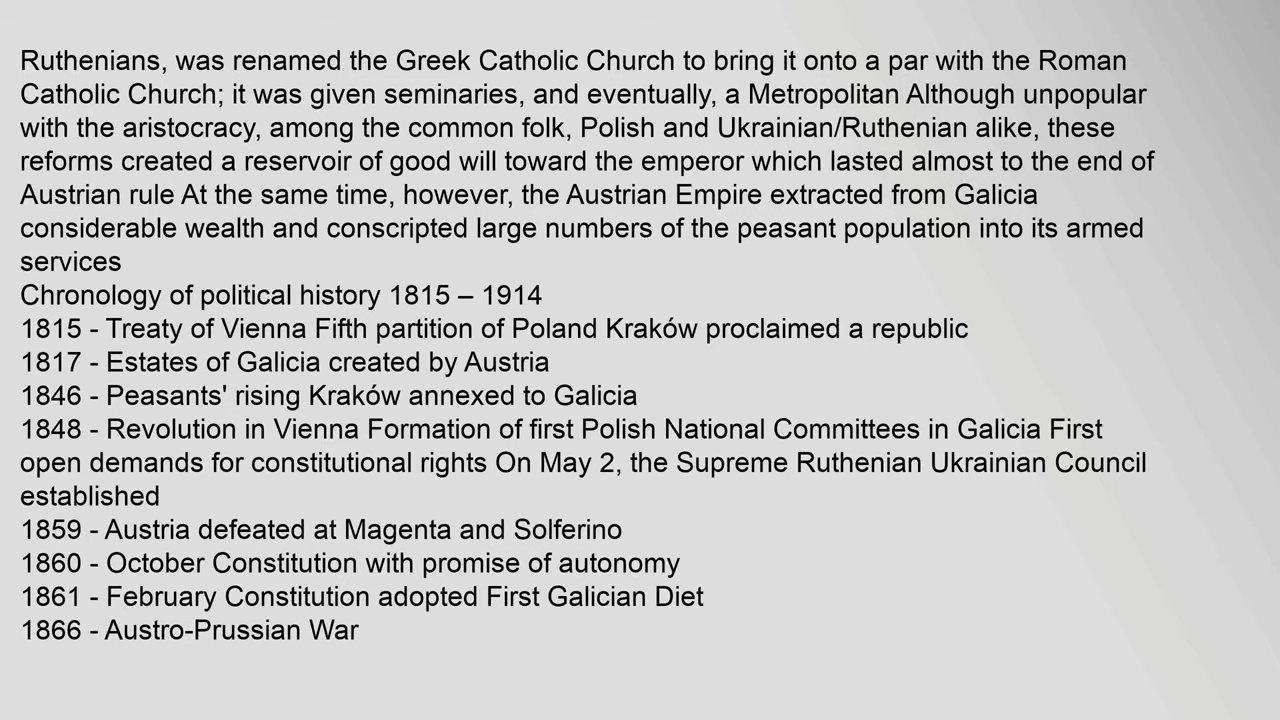 Ruthenians, was renamed the Greek Catholic Church to bring it onto a par with the Roman
Catholic Church; it was given seminaries, and eventually, a Metropolitan Although unpopular
with the aristocracy, among the common folk, Polish and Ukrainian/Ruthenian alike, these
reforms created a reservoir of good will toward the emperor which lasted almost to the end of
Austrian rule At the same time, however, the Austrian Empire extracted from Galicia
considerable wealth and conscripted large numbers of the peasant population into its armed
services
Chronology of political history 1815 – 1914
1815 - Treaty of Vienna Fifth partition of Poland Kraków proclaimed a republic
1817 - Estates of Galicia created by Austria
1846 - Peasants' rising Kraków annexed to Galicia
1848 - Revolution in Vienna Formation of first Polish National Committees in Galicia First
open demands for constitutional rights On May 2, the Supreme Ruthenian Ukrainian Council
established
1859 - Austria defeated at Magenta and Solferino
1860 - October Constitution with promise of autonomy
1861 - February Constitution adopted First Galician Diet
1866 - Austro-Prussian War